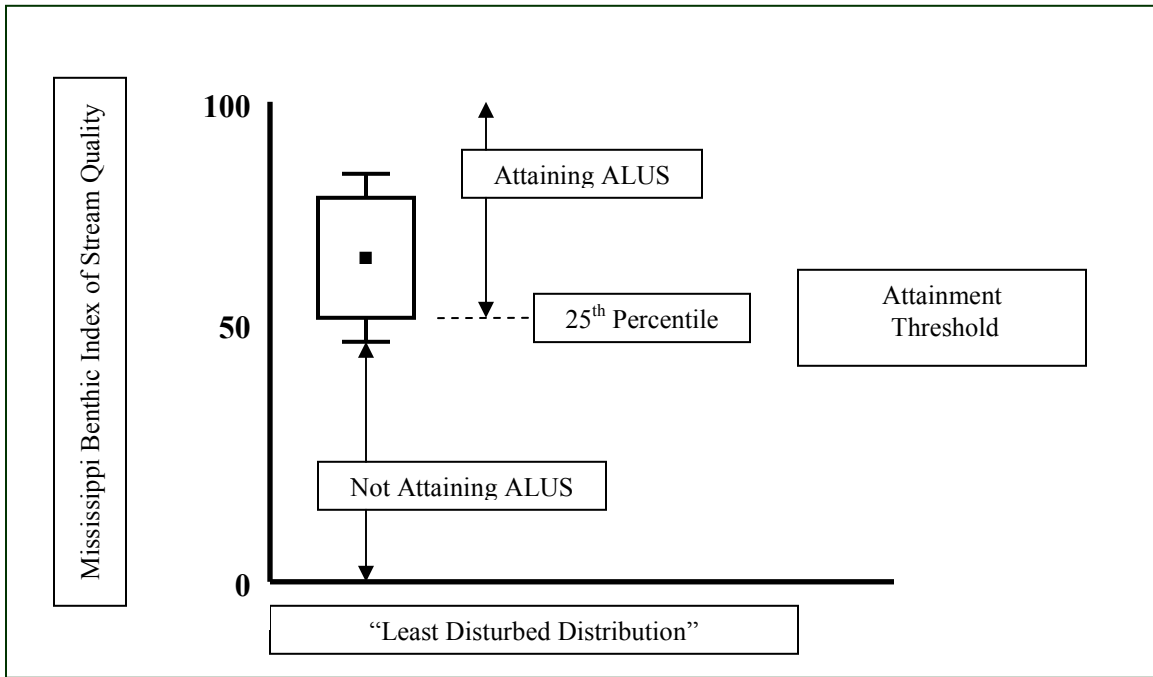 Mississippi Benthic Index of Stream Quality
100
Attaining ALUS
50
25th Percentile
Attainment
Threshold
Not Attaining ALUS
0
“Least Disturbed Distribution”